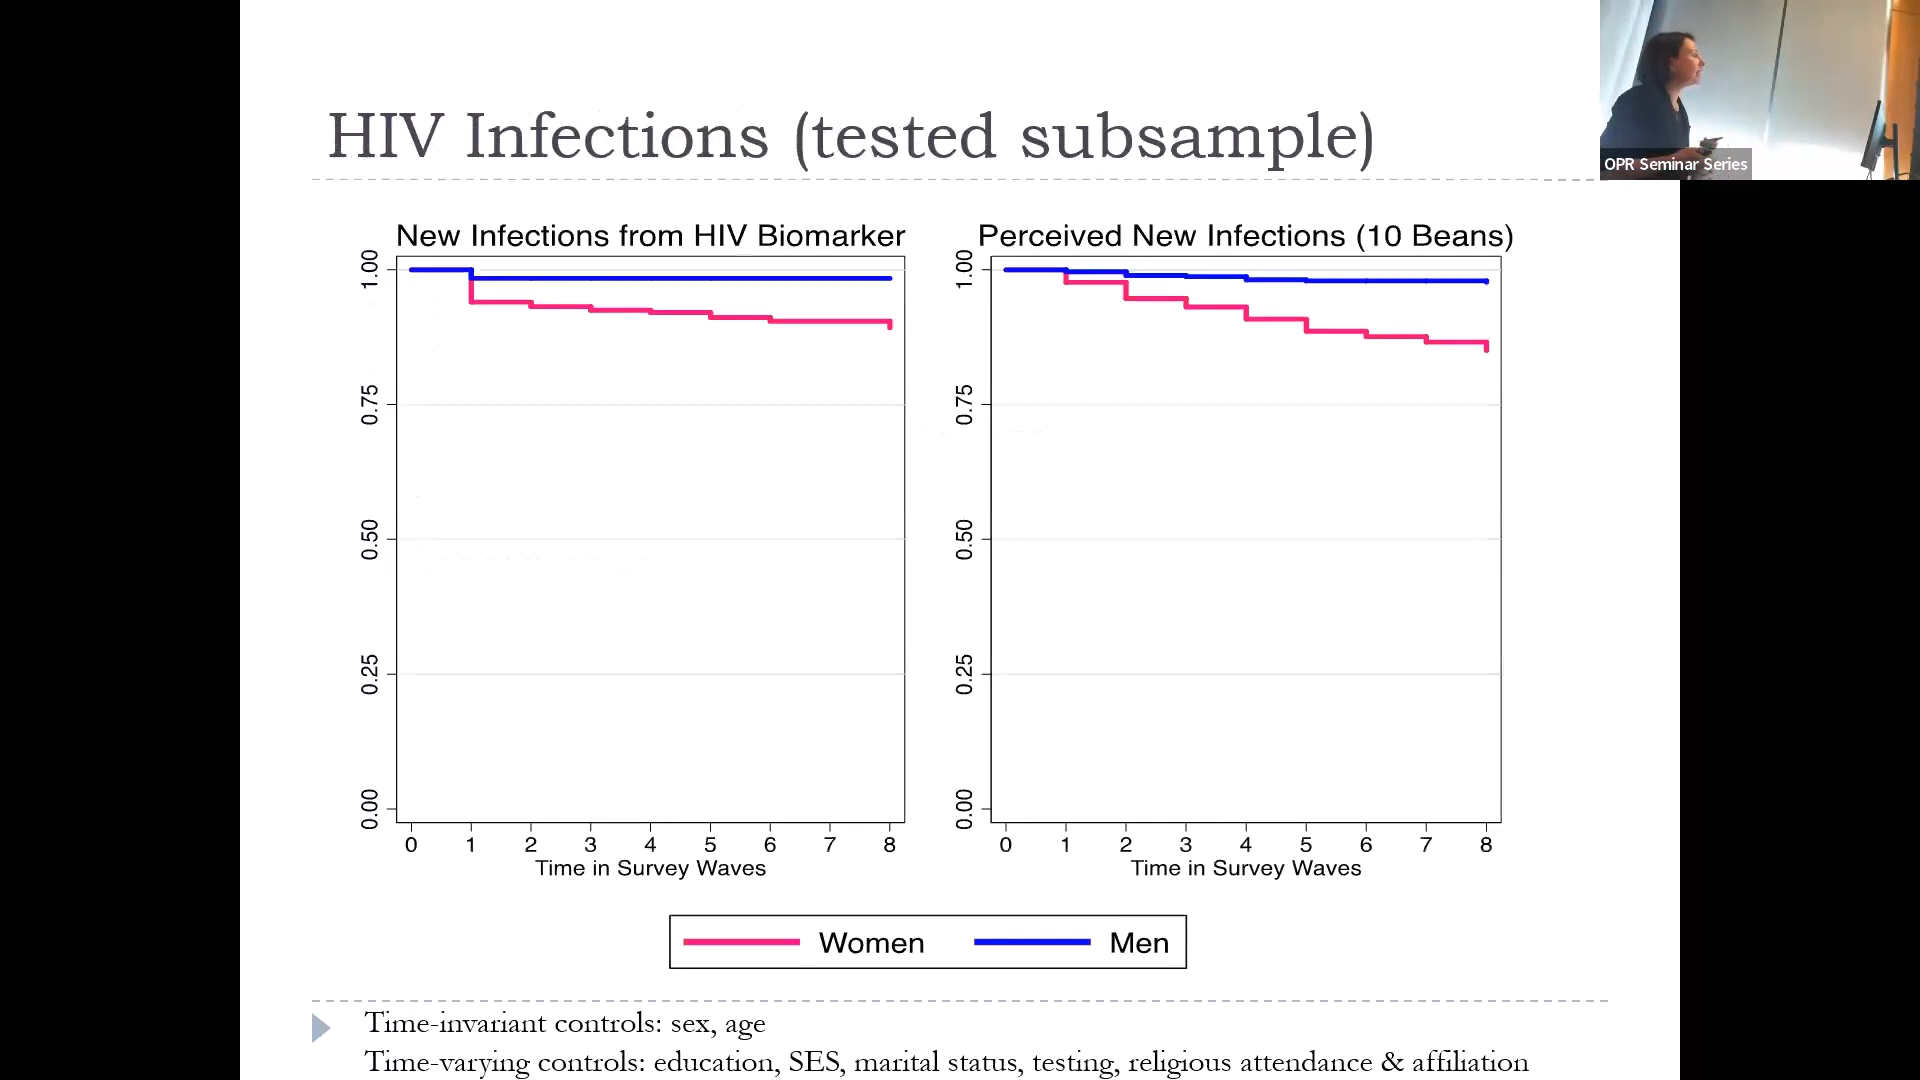 HIV Infections (tested subsample)
OPR Seminar Series
New Infections from HIV Biomarker
1.00
0.75
0.50
0.25
0.00
0 1 2 3 4 5 6 7 8
Time in Survey Waves
Perceived New Infections (10 Beans)
1.00
0.75
0.50
0.25
0.00
0 1 2 3 4 5 6 7 8
Time in Survey Waves
Women Men
Time-invariant controls: sex, age
Time-varying controls: education, SES, marital status, testing, religious attendance & affiliation